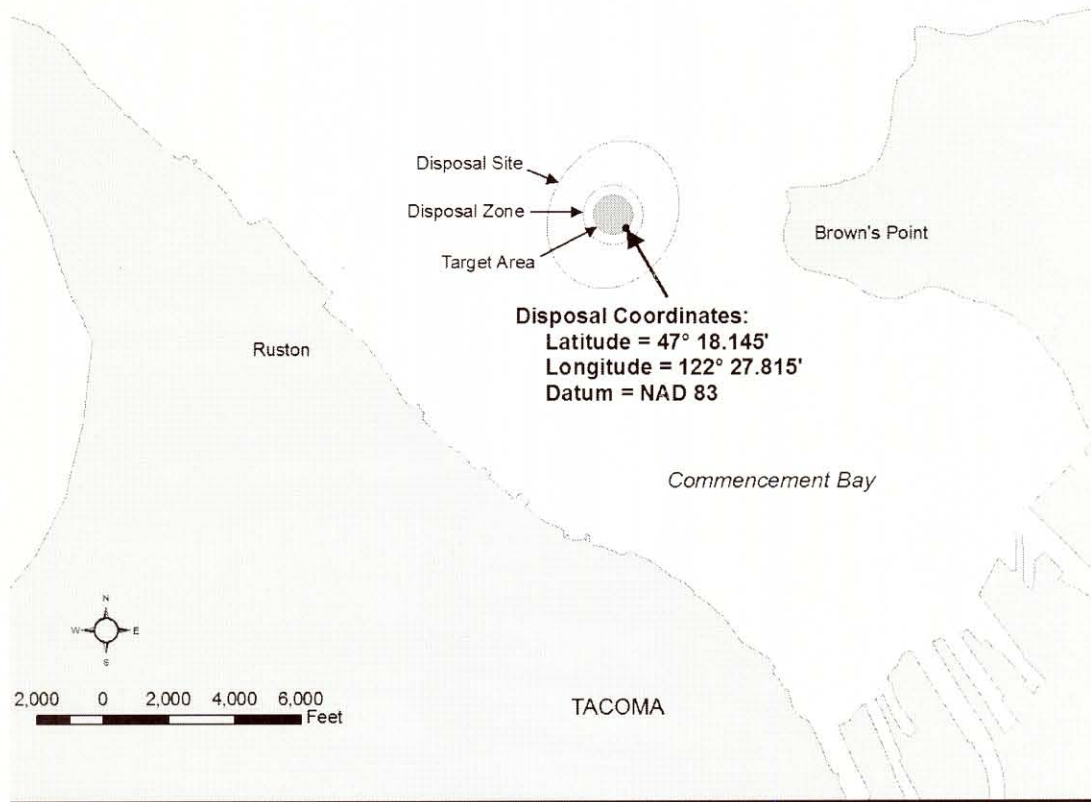 Disposal Site
Disposal Zone
Target Area
Brown's Point
Disposal Coordinates:
Latitude = 47° 18.145'
Longitude = 122° 27.815'
Datum = NAD 83
Ruston
Commencement Bay
N
W E
S
2,000 0 2,000 4,000 6,000
Feet
TACOMA